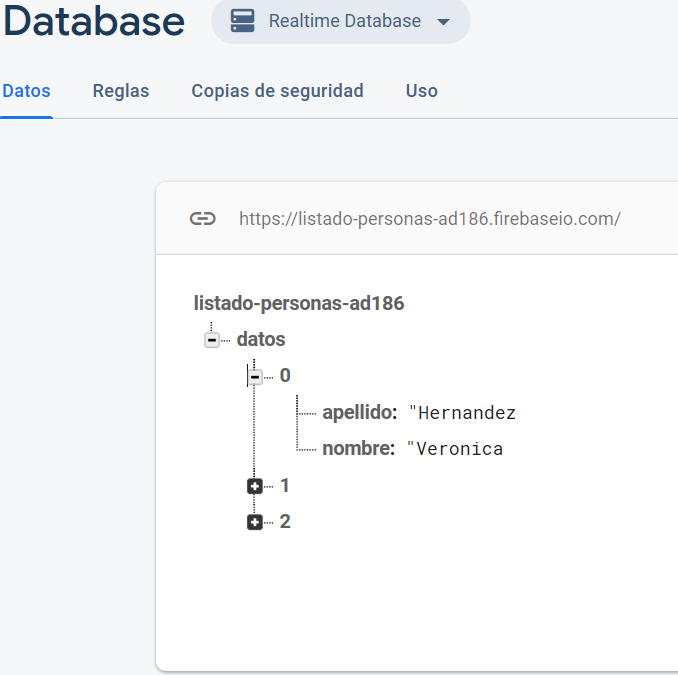 Database
Realtime Database
Datos Reglas Copias de seguridad Uso
https://listado-personas-ad186.firebaseio.com/
listado-personas-ad186
datos
0
apellido: "Hernandez
nombre: "Veronica
1
2